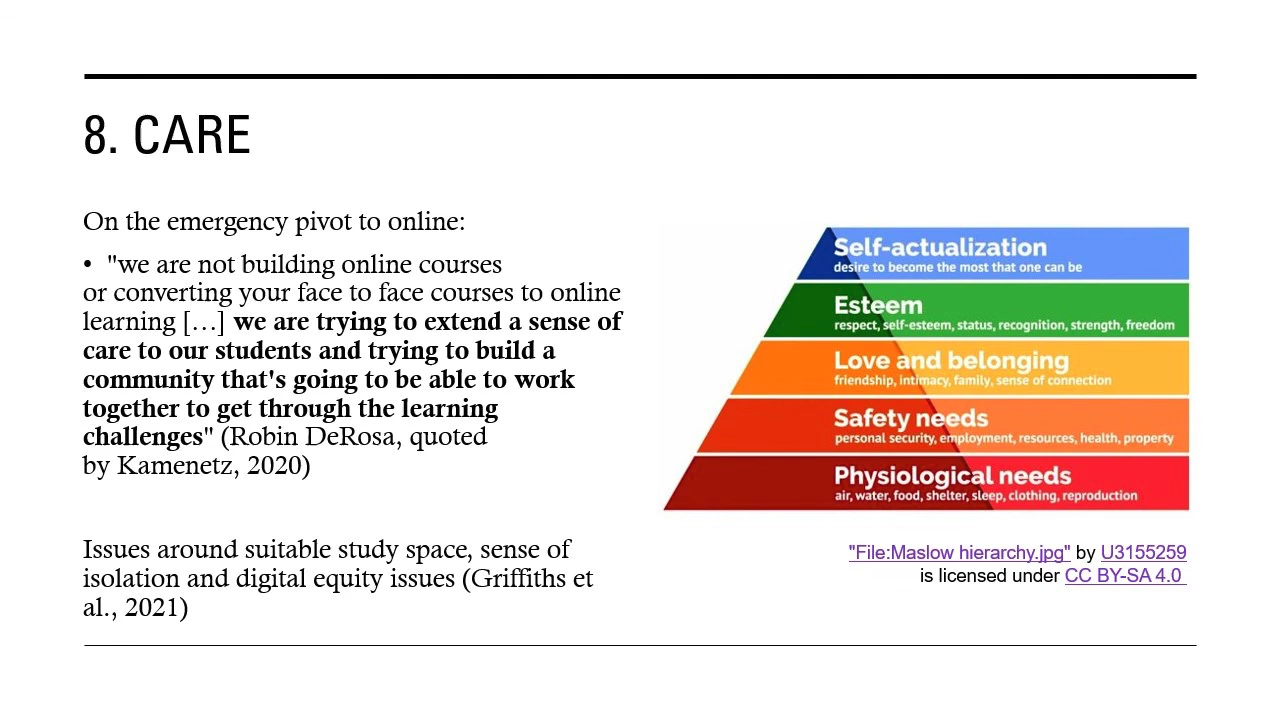 8. CARE
On the emergency pivot to online:
• "we are not building online courses
or converting your face to face courses to online
learning […] we are trying to extend a sense of
care to our students and trying to build a
community that's going to be able to work
together to get through the learning
challenges" (Robin DeRosa, quoted
by Kamenetz, 2020)
Issues around suitable study space, sense of
isolation and digital equity issues (Griffiths et
al., 2021)
Self-actualization
desire to become the most that one can be
Esteem
respect, self-esteem, status, recognition, strength, freedom
Love and belonging
friendship, intimacy, family, sense of connection
Safety needs
personal security, employment, resources, health, property
Physiological needs
air, water, food, shelter, sleep, clothing, reproduction
"File:Maslow hierarchy.jpg" by U3155259
is licensed under CC BY-SA 4.0